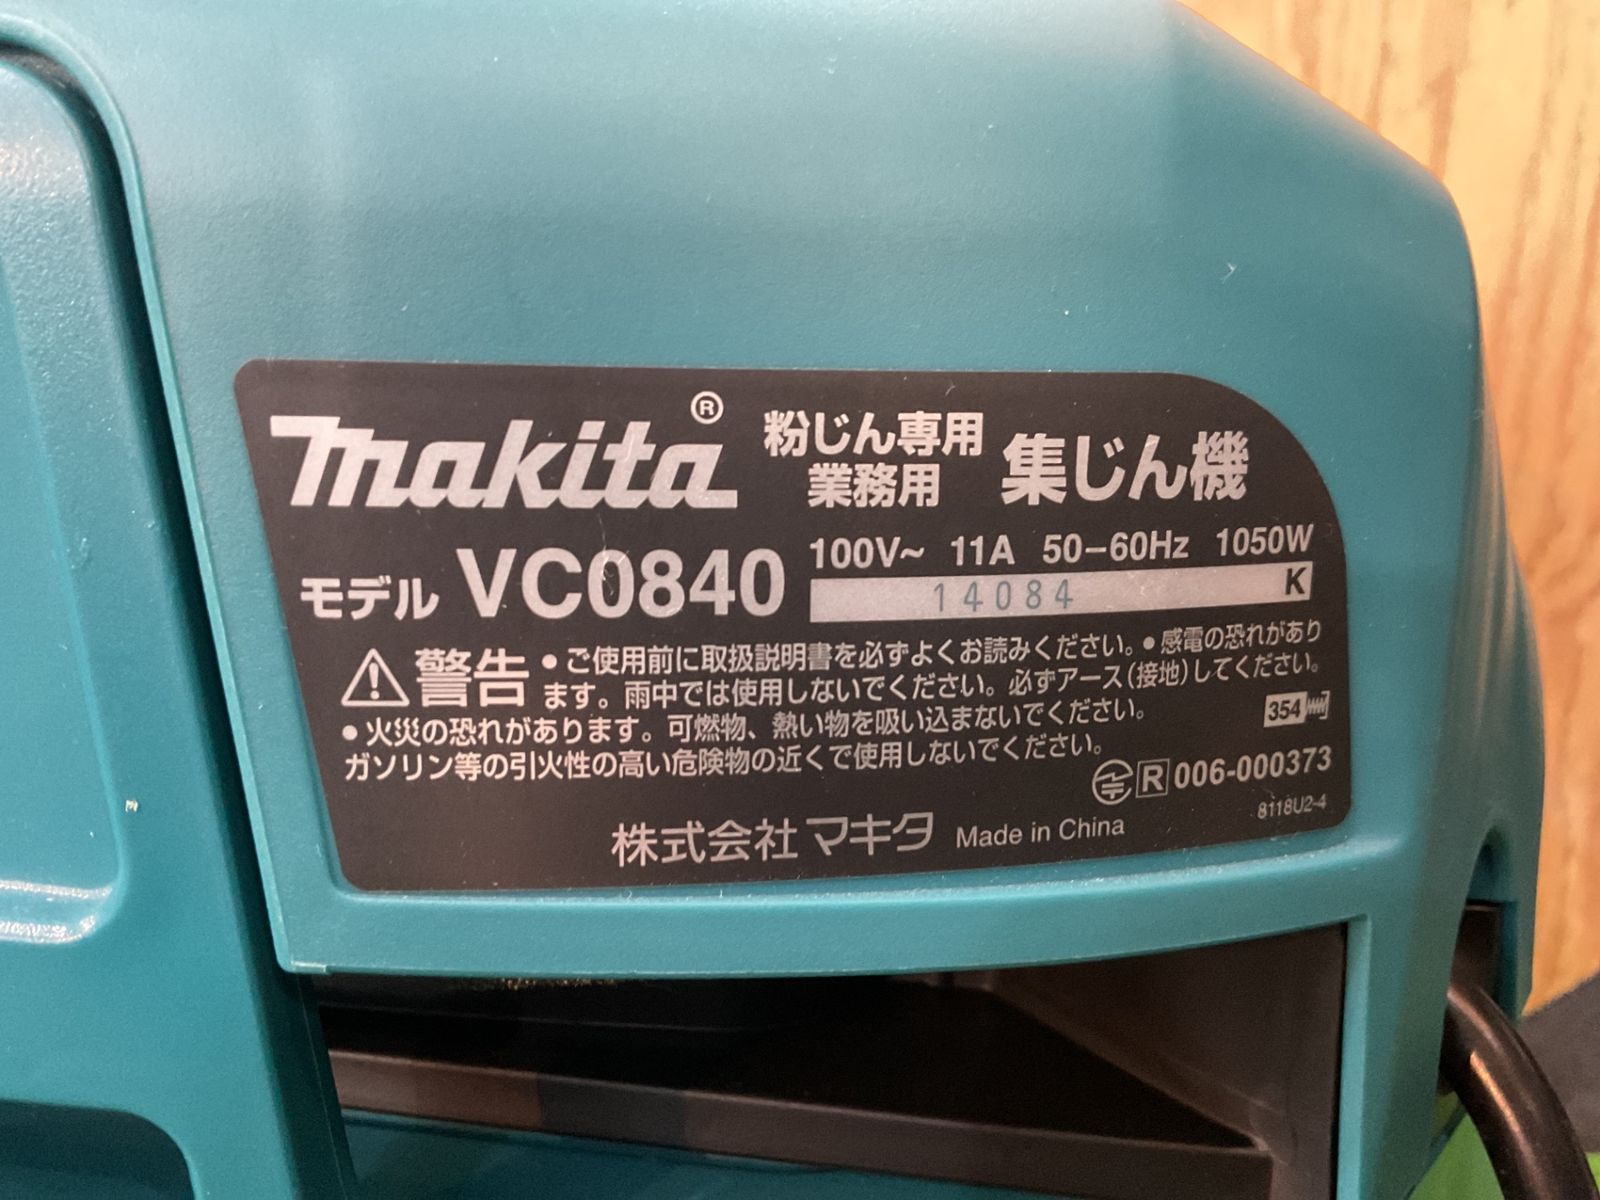 makita®
粉じん専用
業務用
集じん機
モデル VC0840
100V~ 11A 50-60Hz 1050W
14084 K
⚠警告 ●ご使用前に取扱説明書を必ずよくお読みください。●感電の恐れがあり
ます。雨中では使用しないでください。必ずアース(接地)してください。
●火災の恐れがあります。可燃物、熱い物を吸い込まないでください。
ガソリン等の引火性の高い危険物の近くで使用しないでください。
354
R 006-000373
8118U2-4
株式会社マキタ Made in China